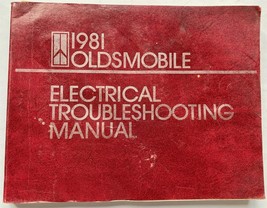 1981
OLDSMOBILE
ELECTRICAL
TROUBLESHOOTING
MANUAL